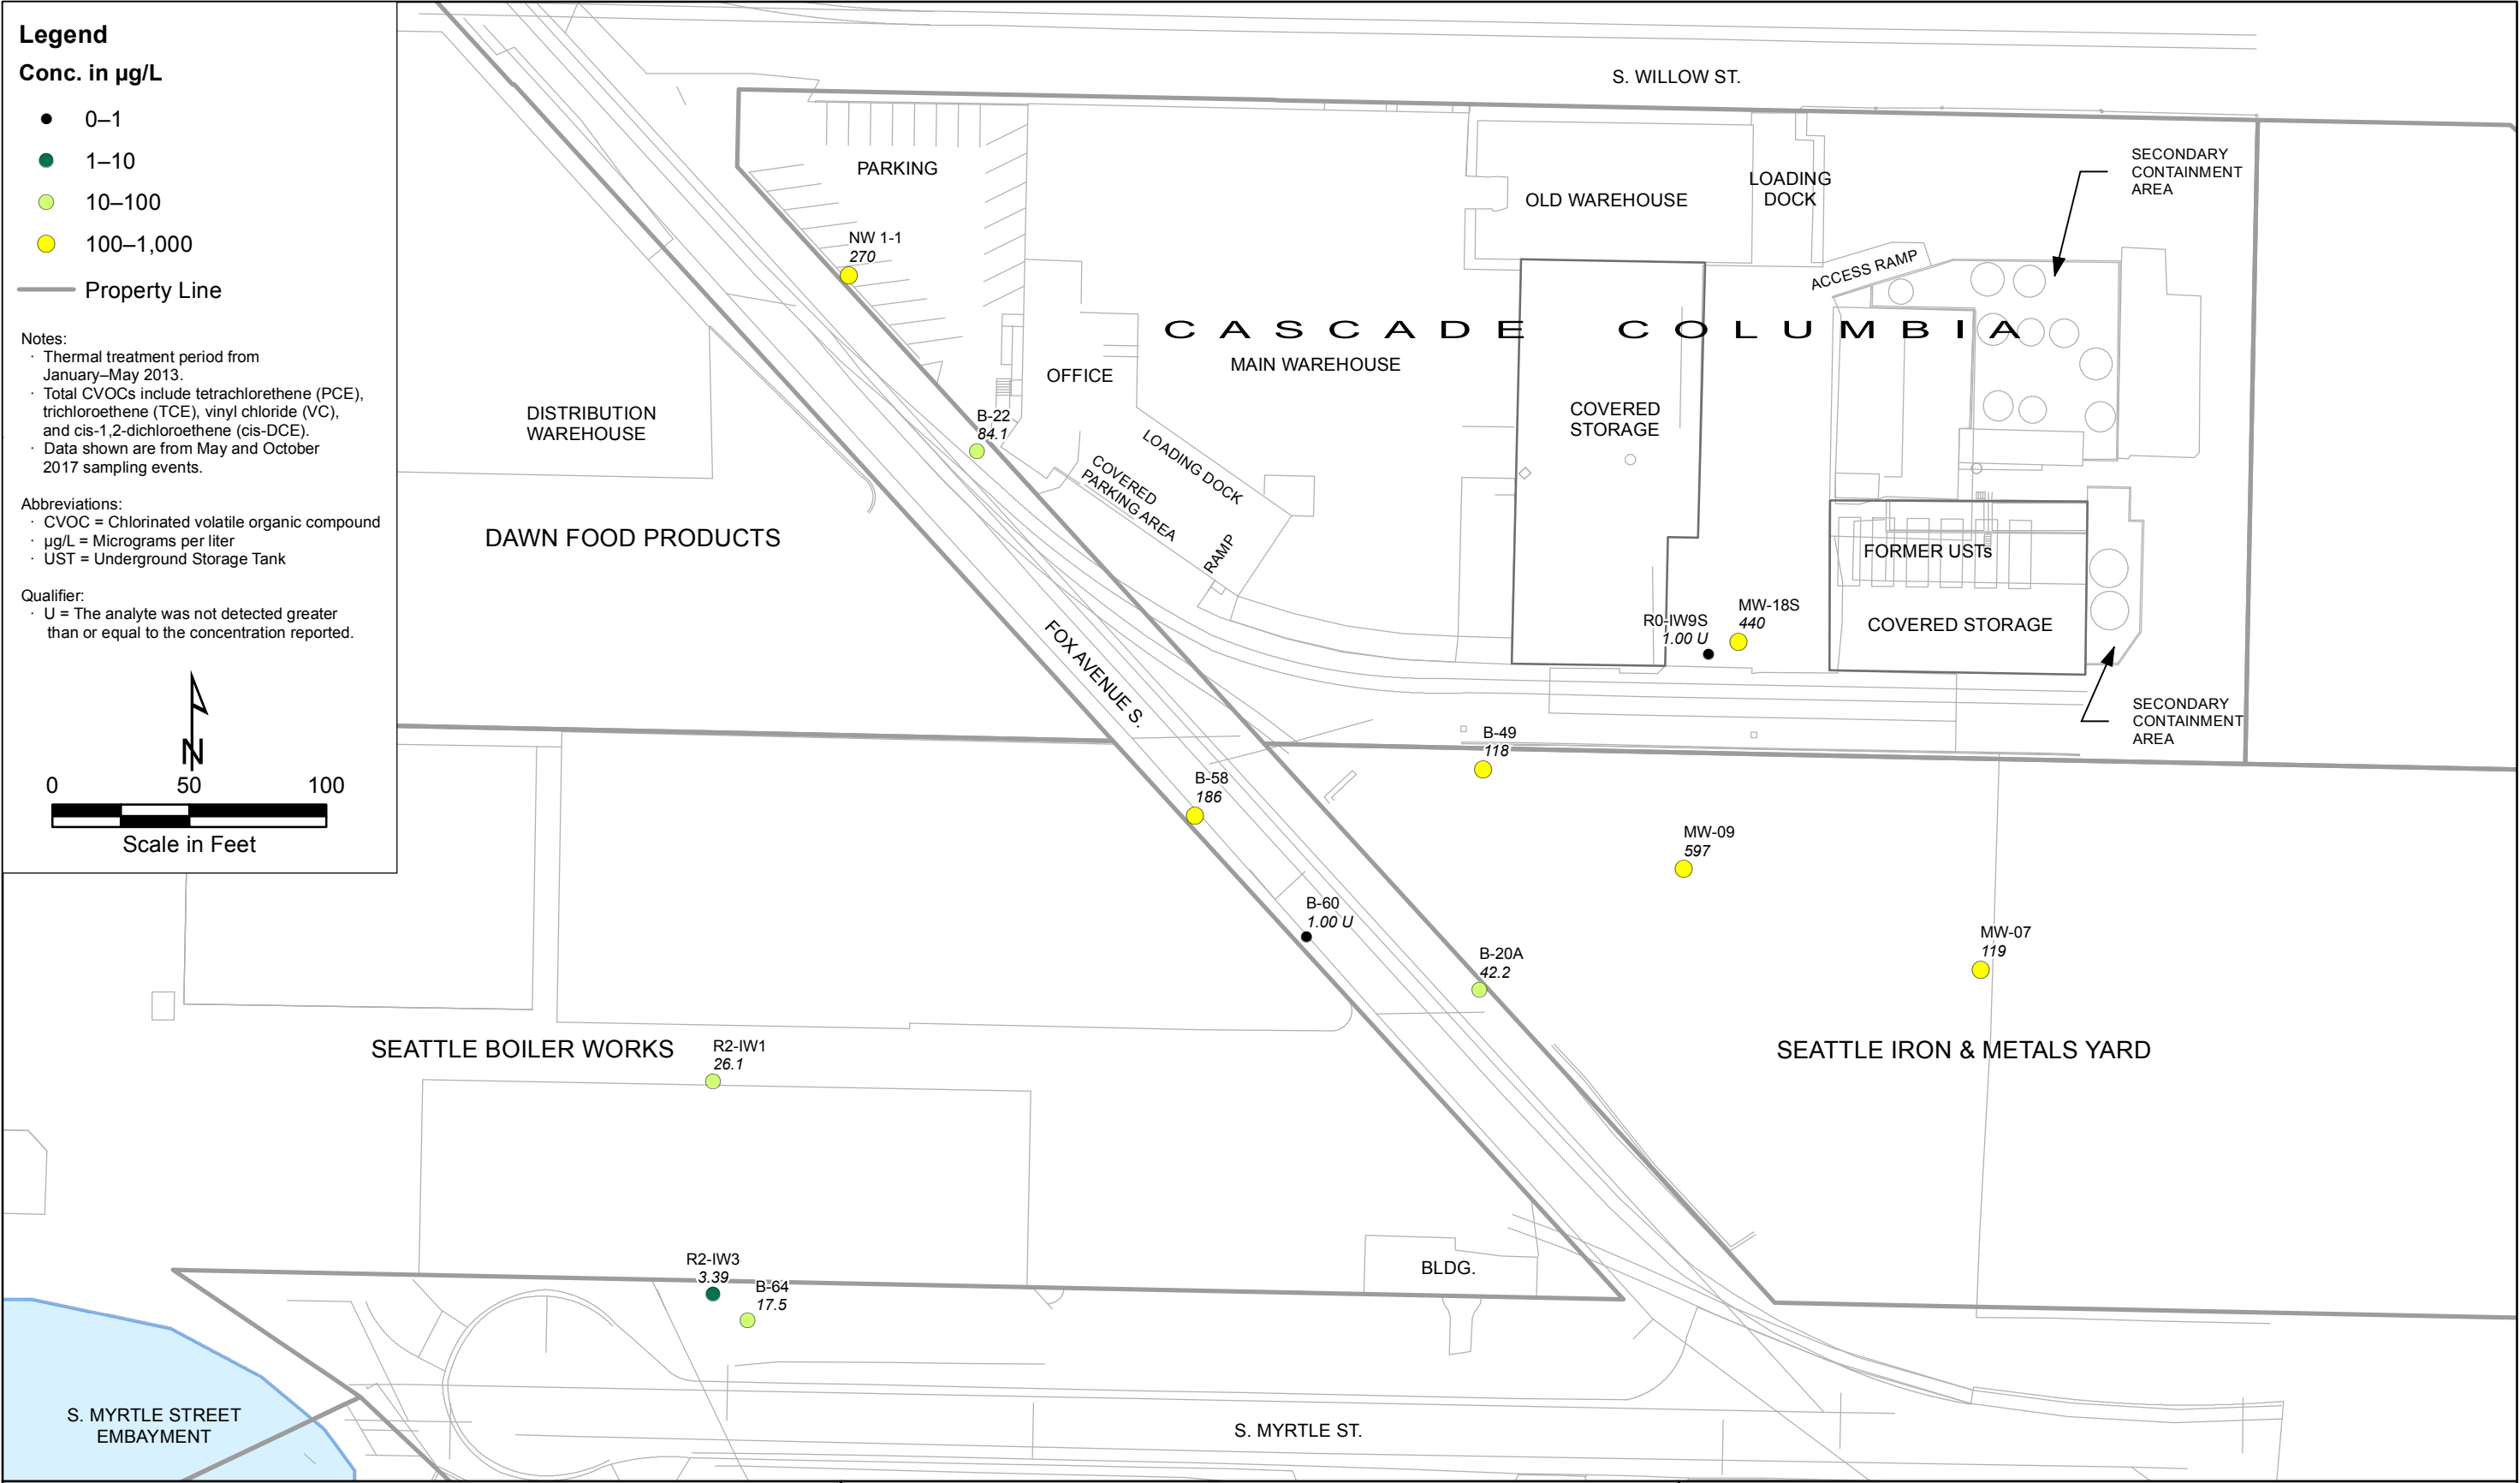 Legend
Conc. in µg/L
0–1
1–10
10–100
100–1,000
Property Line
Notes:
· Thermal treatment period from
January–May 2013.
· Total CVOCs include tetrachlorethene (PCE),
trichloroethene (TCE), vinyl chloride (VC),
and cis-1,2-dichloroethene (cis-DCE).
· Data shown are from May and October
2017 sampling events.
Abbreviations:
· CVOC = Chlorinated volatile organic compound
· µg/L = Micrograms per liter
· UST = Underground Storage Tank
Qualifier:
· U = The analyte was not detected greater
than or equal to the concentration reported.
N
0 50 100
Scale in Feet
S. WILLOW ST.
PARKING
OLD WAREHOUSE
LOADING
DOCK
SECONDARY
CONTAINMENT
AREA
NW 1-1
270
ACCESS RAMP
CASCADE COLUMBIA
MAIN WAREHOUSE
OFFICE
DISTRIBUTION
WAREHOUSE
B-22
84.1
COVERED
STORAGE
LOADING DOCK
COVERED
PARKING AREA
RAMP
DAWN FOOD PRODUCTS
FORMER USTs
COVERED STORAGE
R0-IW9S
1.00 U
MW-18S
440
FOX AVENUE S.
SECONDARY
CONTAINMENT
AREA
B-49
118
B-58
186
MW-09
597
B-60
1.00 U
B-20A
42.2
MW-07
119
SEATTLE BOILER WORKS
R2-IW1
26.1
SEATTLE IRON & METALS YARD
R2-IW3
3.39
B-64
17.5
BLDG.
S. MYRTLE STREET
EMBAYMENT
S. MYRTLE ST.